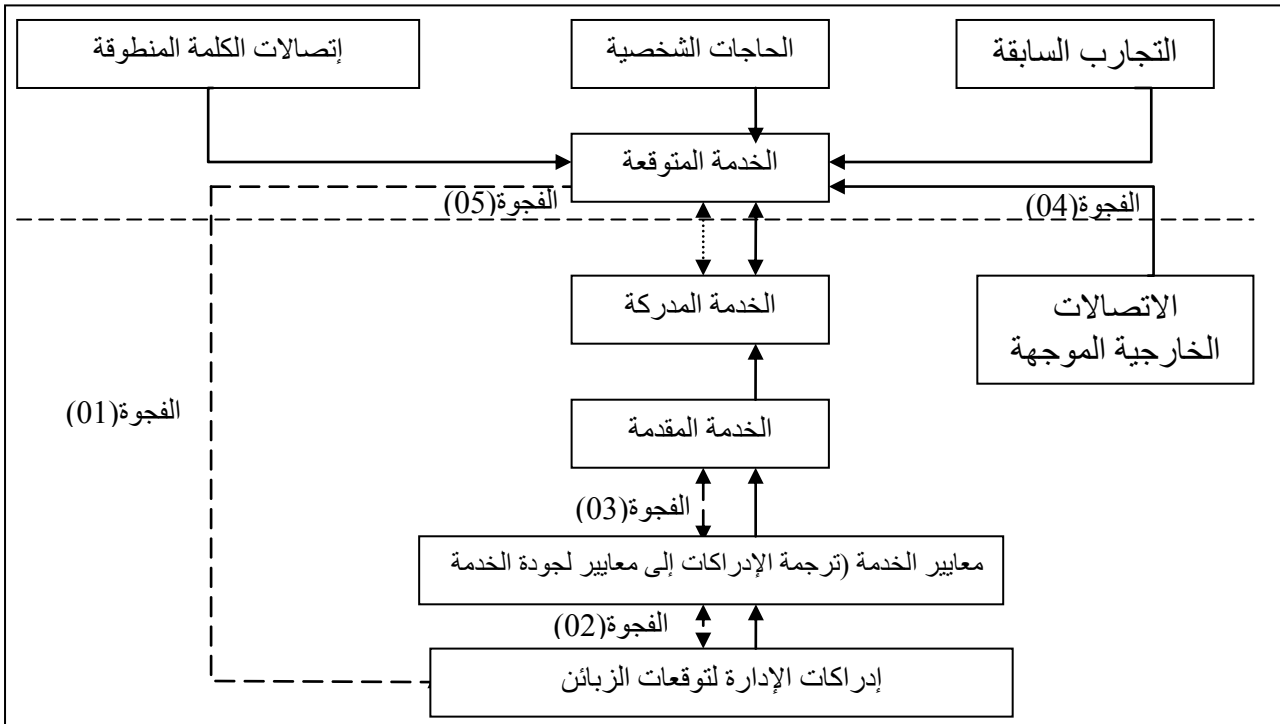 التجارب السابقة
الحاجات الشخصية
إتصالات الكلمة المنطوقة
الخدمة المتوقعة
الفجوة(04)
الفجوة(05)
الخدمة المدركة
الاتصالات
الخارجية الموجهة
الفجوة(01)
الخدمة المقدمة
الفجوة(03)
معايير الخدمة (ترجمة الإدراكات إلى معايير لجودة الخدمة
الفجوة(02)
إدراكات الإدارة لتوقعات الزبائن